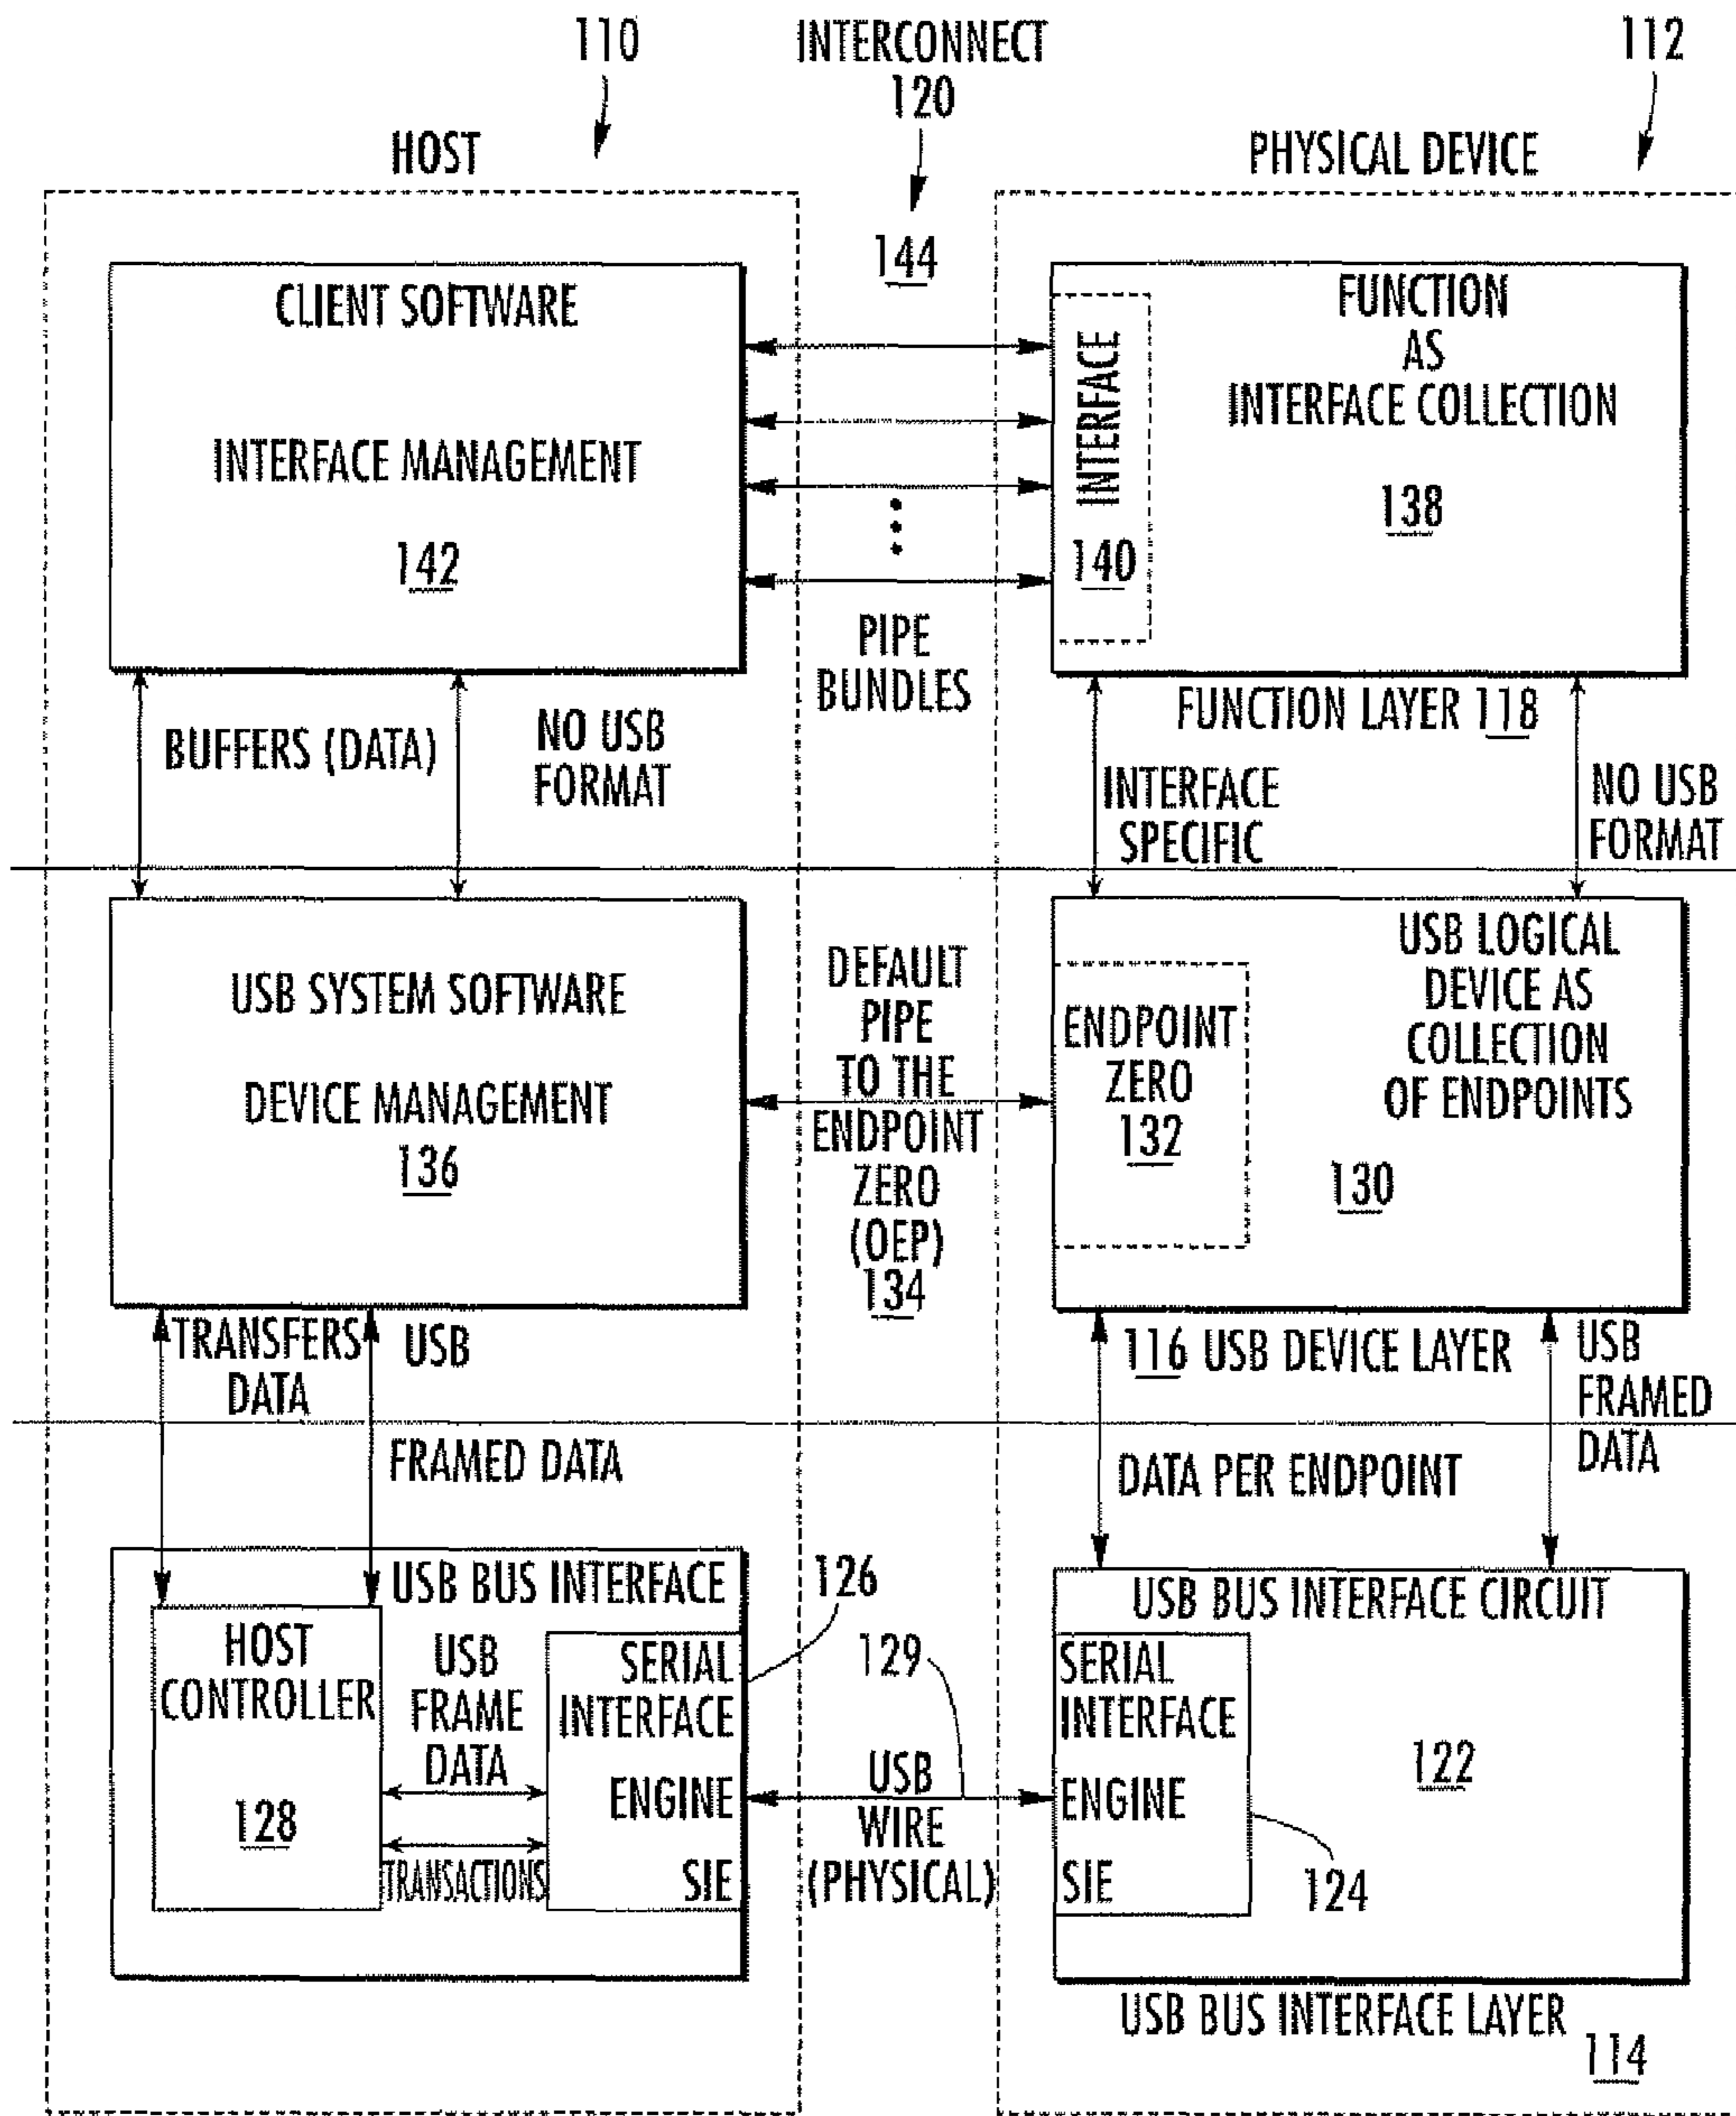 110
INTERCONNECT
120
112
HOST
PHYSICAL DEVICE
144
CLIENT SOFTWARE
INTERFACE MANAGEMENT
142
PIPE
BUNDLES
INTERFACE
140
FUNCTION
AS
INTERFACE COLLECTION
138
BUFFERS (DATA)
NO USB
FORMAT
FUNCTION LAYER 118
INTERFACE
SPECIFIC
NO USB
FORMAT
USB SYSTEM SOFTWARE
DEVICE MANAGEMENT
136
DEFAULT
PIPE
TO THE
ENDPOINT
ZERO
(OEP)
134
ENDPOINT
ZERO
132
USB LOGICAL
DEVICE AS
COLLECTION
OF ENDPOINTS
130
TRANSFERS
DATA
USB
FRAMED DATA
116 USB DEVICE LAYER
USB
FRAMED
DATA
DATA PER ENDPOINT
USB BUS INTERFACE
126
HOST
CONTROLLER
128
USB
FRAME
DATA
TRANSACTIONS
SERIAL
INTERFACE
ENGINE
SIE
129
USB
WIRE
(PHYSICAL)
USB BUS INTERFACE CIRCUIT
SERIAL
INTERFACE
ENGINE
SIE
122
124
USB BUS INTERFACE LAYER
114